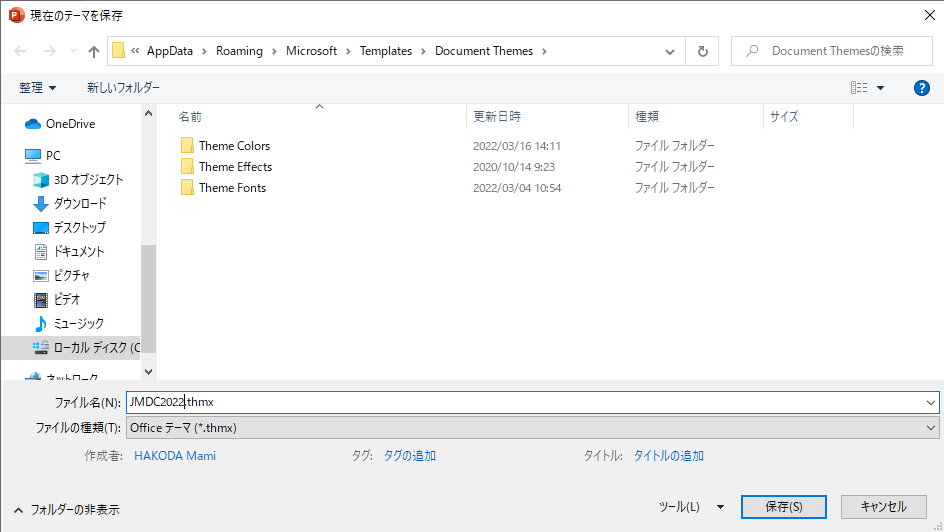 現在のテーマを保存
« AppData › Roaming › Microsoft › Templates › Document Themes ›
Document Themesの検索
整理 新しいフォルダー
名前 更新日時 種類 サイズ
OneDrive
PC
3D オブジェクト
ダウンロード
デスクトップ
ドキュメント
ピクチャ
ビデオ
ミュージック
ローカル ディスク (C
ネットワーク
Theme Colors 2022/03/16 14:11 ファイル フォルダー
Theme Effects 2020/10/14 9:23 ファイル フォルダー
Theme Fonts 2022/03/04 10:54 ファイル フォルダー
ファイル名(N): JMDC2022.thmx
ファイルの種類(T): Office テーマ (*.thmx)
作成者: HAKODA Mami タグ: タグの追加 タイトル: タイトルの追加
フォルダーの非表示 ツール(L) 保存(S) キャンセル